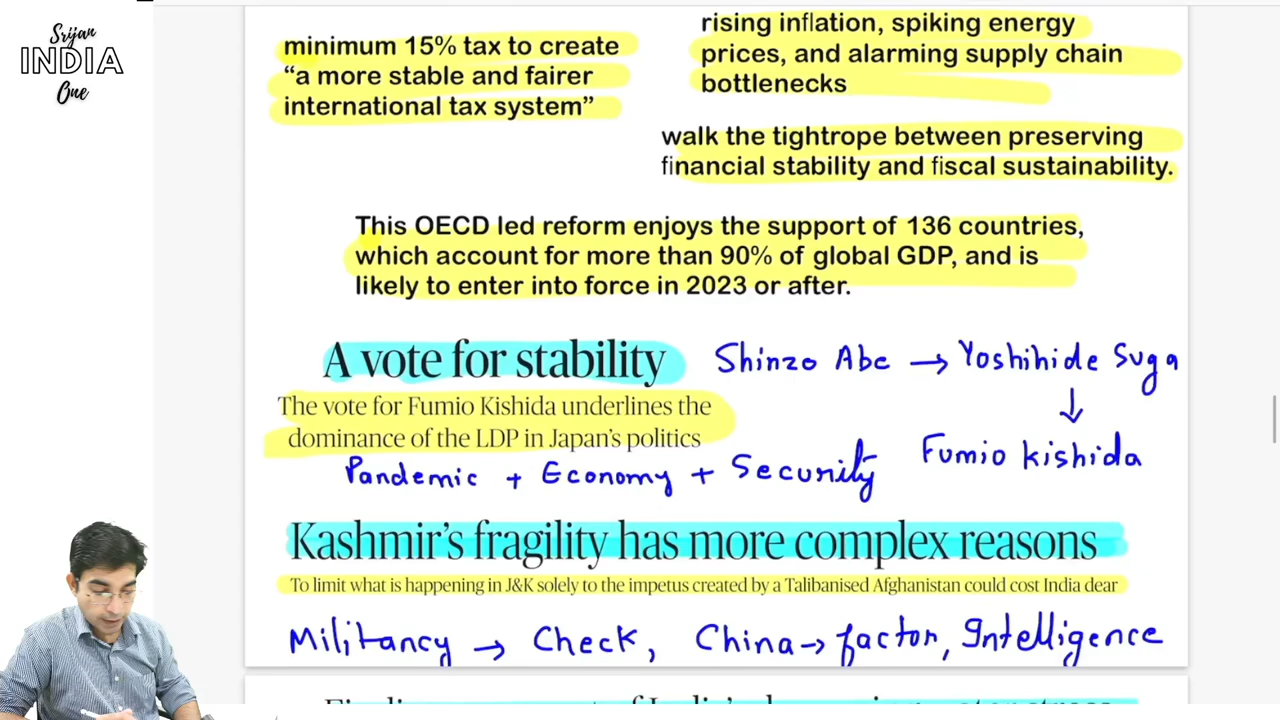 Srijan
INDIA
One
minimum 15% tax to create
“a more stable and fairer
international tax system”
rising inflation, spiking energy
prices, and alarming supply chain
bottlenecks
walk the tightrope between preserving
financial stability and fiscal sustainability.
This OECD led reform enjoys the support of 136 countries,
which account for more than 90% of global GDP, and is
likely to enter into force in 2023 or after.
A vote for stability
The vote for Fumio Kishida underlines the
dominance of the LDP in Japan’s politics
Shinzo Abe → Yoshihide Suga
↓
Fumio kishida
Pandemic + Economy + Security
Kashmir’s fragility has more complex reasons
To limit what is happening in J&K solely to the impetus created by a Talibanised Afghanistan could cost India dear
Militancy → Check, China → factor, Intelligence